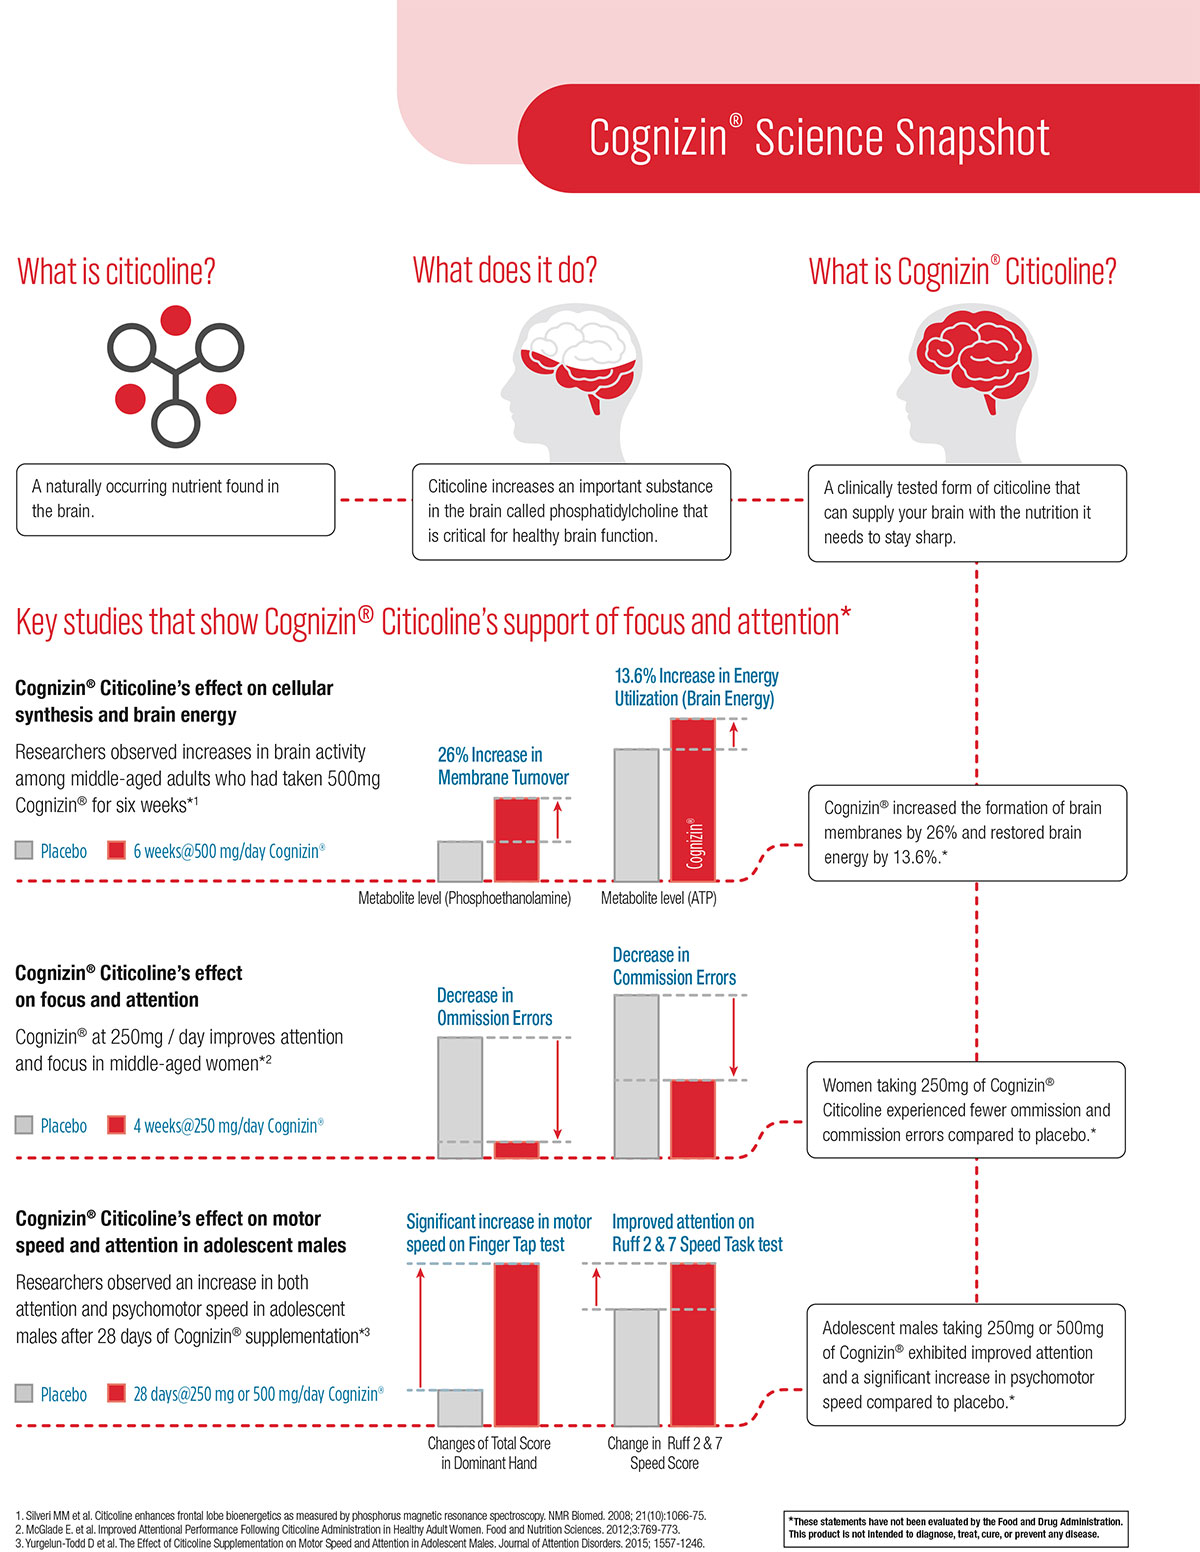 Cognizin® Science Snapshot
What is citicoline?
A naturally occurring nutrient found in
the brain.
What does it do?
Citicoline increases an important substance
in the brain called phosphatidylcholine that
is critical for healthy brain function.
What is Cognizin® Citicoline?
A clinically tested form of citicoline that
can supply your brain with the nutrition it
needs to stay sharp.
Key studies that show Cognizin® Citicoline's support of focus and attention*
Cognizin® Citicoline's effect on cellular
synthesis and brain energy
Researchers observed increases in brain activity
among middle-aged adults who had taken 500mg
Cognizin® for six weeks*1
Placebo
6 weeks@500 mg/day Cognizin®
26% Increase in
Membrane Turnover
Metabolite level (Phosphoethanolamine)
13.6% Increase in Energy
Utilization (Brain Energy)
Cognizin®
Metabolite level (ATP)
Cognizin® increased the formation of brain
membranes by 26% and restored brain
energy by 13.6%.*
Cognizin® Citicoline's effect
on focus and attention
Cognizin® at 250mg / day improves attention
and focus in middle-aged women*2
Placebo
4 weeks@250 mg/day Cognizin®
Decrease in
Ommission Errors
Decrease in
Commission Errors
Women taking 250mg of Cognizin®
Citicoline experienced fewer ommission and
commission errors compared to placebo.*
Cognizin® Citicoline's effect on motor
speed and attention in adolescent males
Researchers observed an increase in both
attention and psychomotor speed in adolescent
males after 28 days of Cognizin® supplementation*3
Placebo
28 days@250 mg or 500 mg/day Cognizin®
Significant increase in motor
speed on Finger Tap test
Changes of Total Score
in Dominant Hand
Improved attention on
Ruff 2 & 7 Speed Task test
Change in Ruff 2 & 7
Speed Score
Adolescent males taking 250mg or 500mg
of Cognizin® exhibited improved attention
and a significant increase in psychomotor
speed compared to placebo.*
1. Silveri MM et al. Citicoline enhances frontal lobe bioenergetics as measured by phosphorus magnetic resonance spectroscopy. NMR Biomed. 2008; 21(10):1066-75.
2. McGlade E. et al. Improved Attentional Performance Following Citicoline Administration in Healthy Adult Women. Food and Nutrition Sciences. 2012;3:769-773.
3. Yurgelun-Todd D et al. The Effect of Citicoline Supplementation on Motor Speed and Attention in Adolescent Males. Journal of Attention Disorders. 2015; 1557-1246.
*These statements have not been evaluated by the Food and Drug Administration.
This product is not intended to diagnose, treat, cure, or prevent any disease.